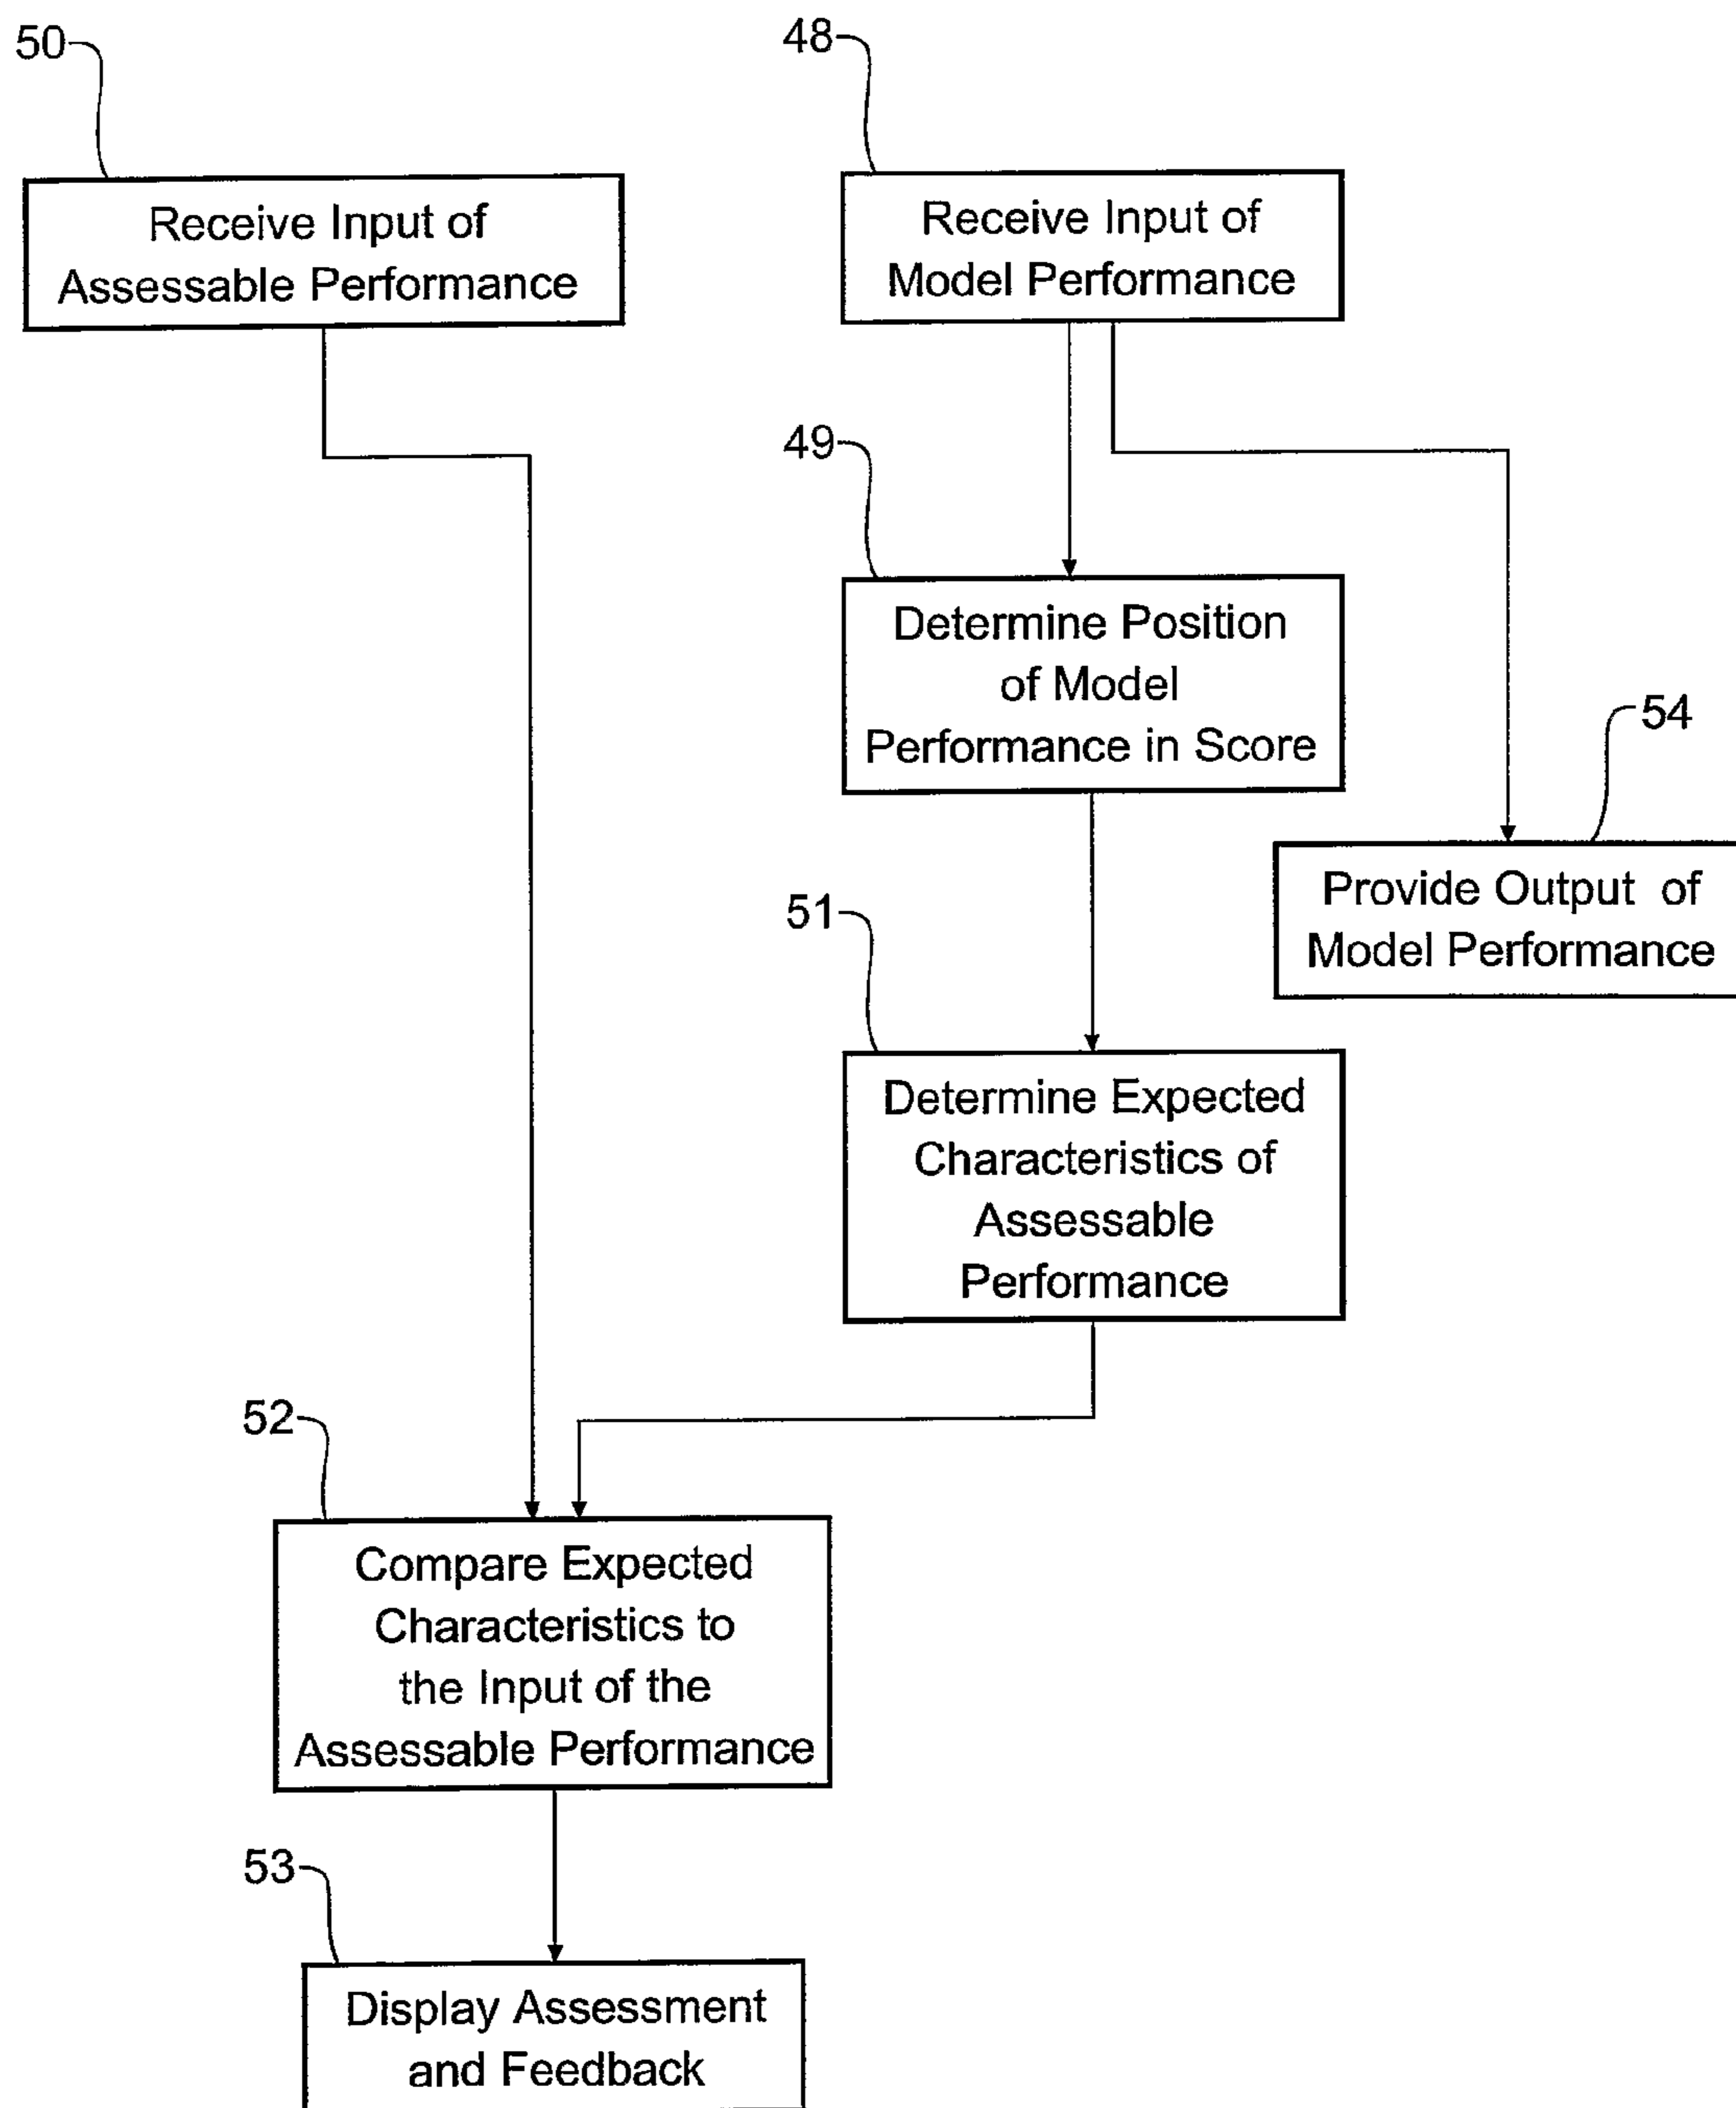 50
48
Receive Input of
Assessable Performance
Receive Input of
Model Performance
49
Determine Position
of Model
Performance in Score
54
Provide Output of
Model Performance
51
Determine Expected
Characteristics of
Assessable
Performance
52
Compare Expected
Characteristics to
the Input of the
Assessable Performance
53
Display Assessment
and Feedback